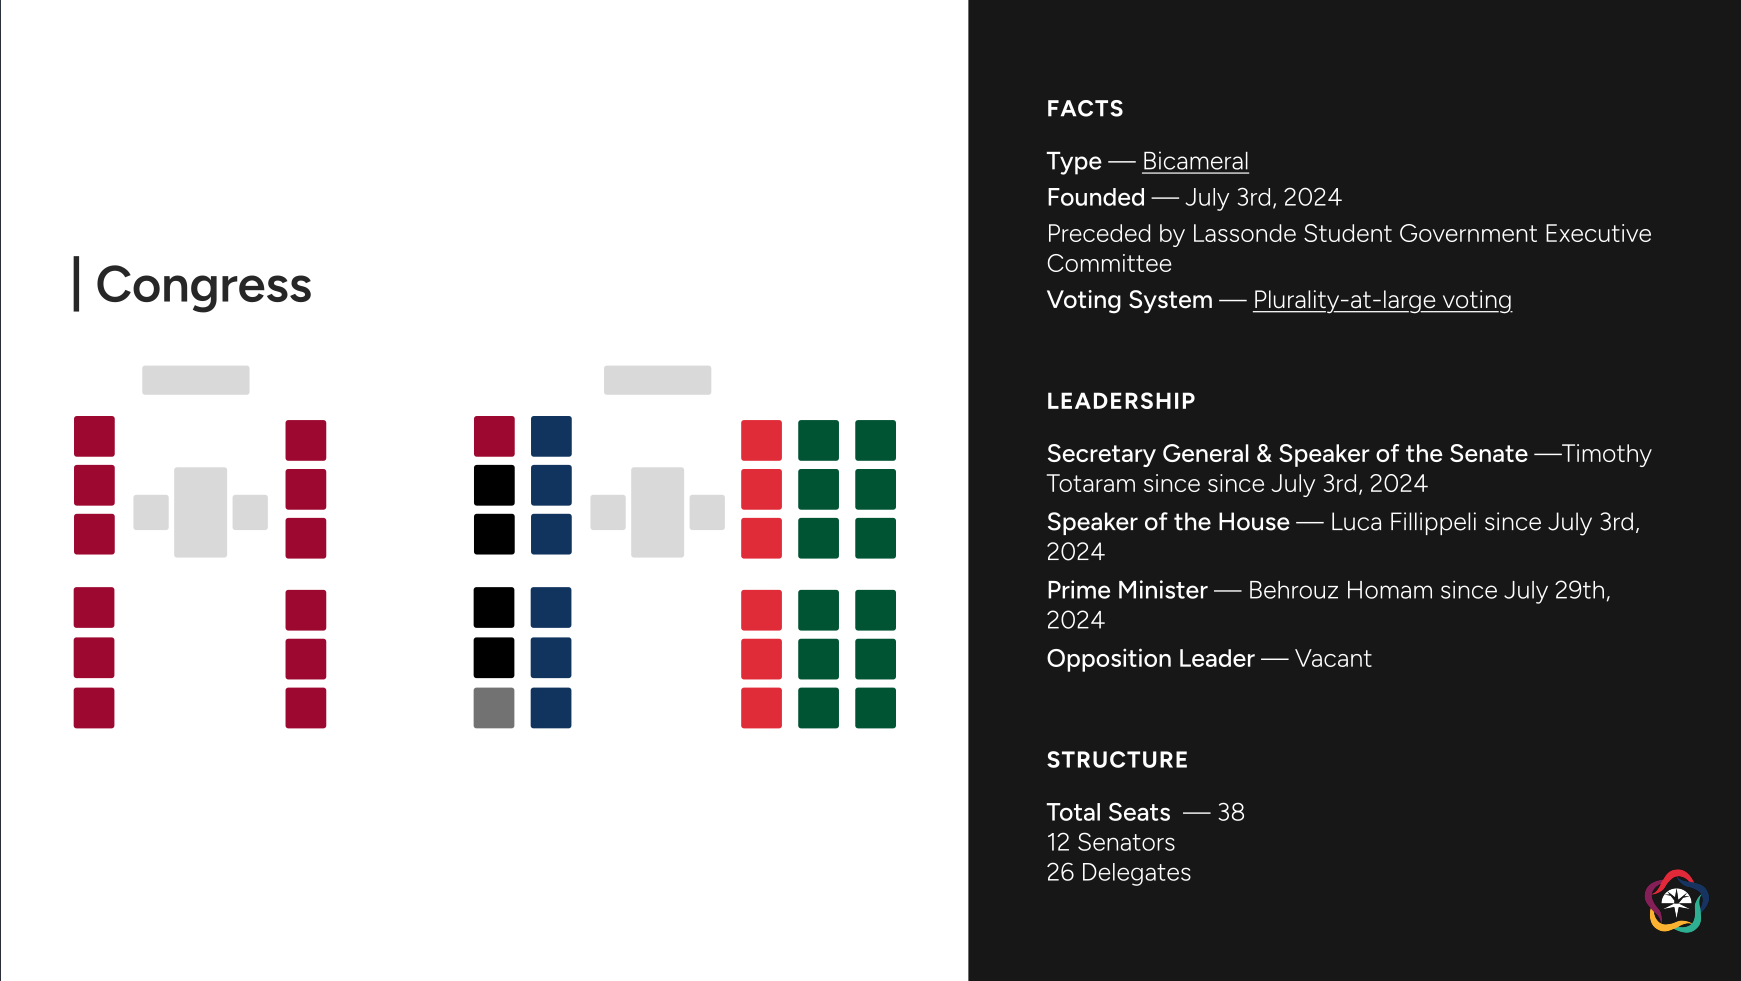 Congress
FACTS
Type — Bicameral
Founded — July 3rd, 2024
Preceded by Lassonde Student Government Executive
Committee
Voting System — Plurality-at-large voting
LEADERSHIP
Secretary General & Speaker of the Senate —Timothy
Totaram since since July 3rd, 2024
Speaker of the House — Luca Fillippeli since July 3rd,
2024
Prime Minister — Behrouz Homam since July 29th,
2024
Opposition Leader — Vacant
STRUCTURE
Total Seats — 38
12 Senators
26 Delegates